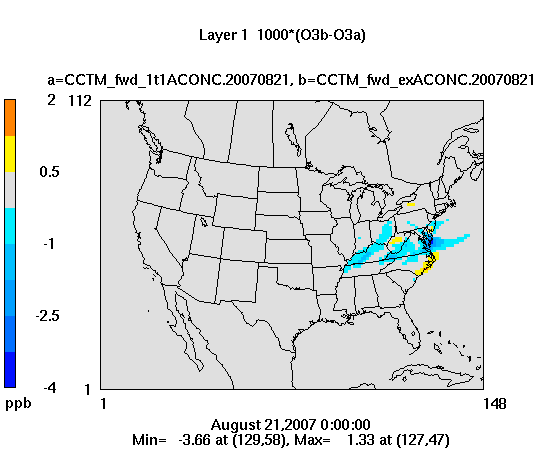 Layer 1 1000*(O3b-O3a)
a=CCTM_fwd_1t1ACONC.20070821, b=CCTM_fwd_exACONC.20070821
2
112
0.5
-1
-2.5
-4
1
ppb
1
148
August 21,2007 0:00:00
Min= -3.66 at (129,58), Max= 1.33 at (127,47)